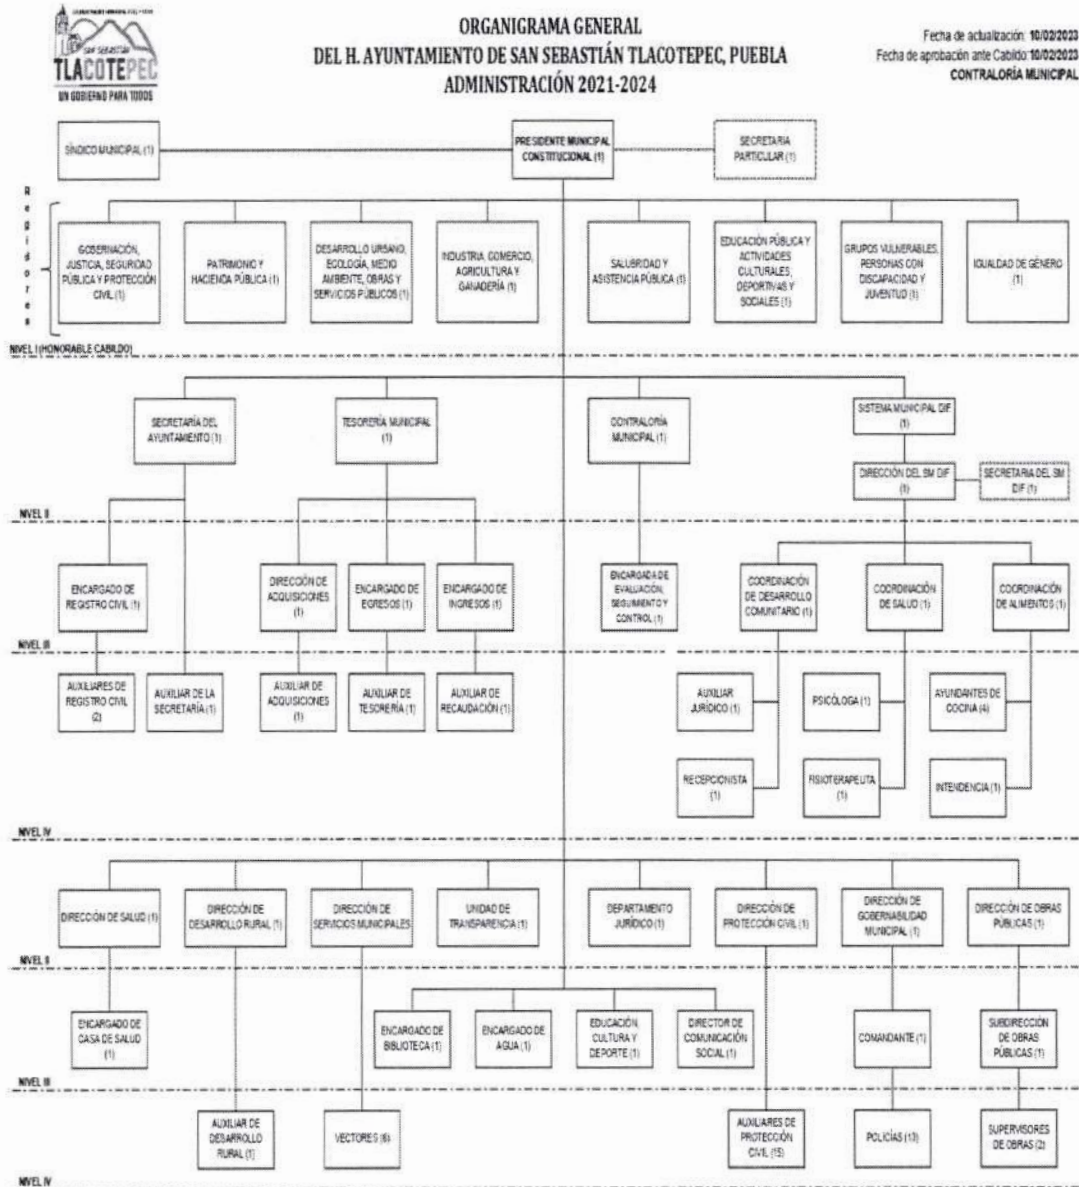 SAN SEBASTIÁN
TLACOTEPEC
UN GOBIERNO PARA TODOS
ORGANIGRAMA GENERAL
DEL H. AYUNTAMIENTO DE SAN SEBASTIÁN TLACOTEPEC, PUEBLA
ADMINISTRACIÓN 2021-2024
Fecha de actualización: 10/02/2023
Fecha de aprobación ante Cabildo: 10/02/2023
CONTRALORÍA MUNICIPAL
SÍNDICO MUNICIPAL (1)
PRESIDENTE MUNICIPAL
CONSTITUCIONAL (1)
SECRETARIA
PARTICULAR (1)
Regidores
GOBERNACIÓN,
JUSTICIA, SEGURIDAD
PÚBLICA Y PROTECCIÓN
CIVIL (1)
PATRIMONIO Y
HACIENDA PÚBLICA (1)
DESARROLLO URBANO,
ECOLOGÍA, MEDIO
AMBIENTE, OBRAS Y
SERVICIOS PÚBLICOS (1)
INDUSTRIA, COMERCIO,
AGRICULTURA Y
GANADERÍA (1)
SALUBRIDAD Y
ASISTENCIA PÚBLICA (1)
EDUCACIÓN PÚBLICA Y
ACTIVIDADES
CULTURALES,
DEPORTIVAS Y
SOCIALES (1)
GRUPOS VULNERABLES,
PERSONAS CON
DISCAPACIDAD Y
JUVENTUD (1)
IGUALDAD DE GÉNERO
(1)
NIVEL I (HONORABLE CABILDO)
SECRETARÍA DEL
AYUNTAMIENTO (1)
TESORERÍA MUNICIPAL
(1)
CONTRALORÍA
MUNICIPAL (1)
SISTEMA MUNICIPAL DIF
(1)
DIRECCIÓN DEL SM DIF
(1)
SECRETARIA DEL SM
DIF (1)
NIVEL II
ENCARGADO DE
REGISTRO CIVIL (1)
DIRECCIÓN DE
ADQUISICIONES
(1)
ENCARGADO DE
EGRESOS (1)
ENCARGADO DE
INGRESOS (1)
ENCARGADA DE
EVALUACIÓN,
SEGUIMIENTO Y
CONTROL (1)
COORDINACIÓN
DE DESARROLLO
COMUNITARIO (1)
COORDINACIÓN
DE SALUD (1)
COORDINACIÓN
DE ALIMENTOS (1)
NIVEL III
AUXILIARES DE
REGISTRO CIVIL
(2)
AUXILIAR DE LA
SECRETARÍA (1)
AUXILIAR DE
ADQUISICIONES
(1)
AUXILIAR DE
TESORERÍA (1)
AUXILIAR DE
RECAUDACIÓN (1)
AUXILIAR
JURÍDICO (1)
PSICÓLOGA (1)
AYUNDANTES DE
COCINA (4)
RECEPCIONISTA
(1)
FISIOTERAPEUTA
(1)
INTENDENCIA (1)
NIVEL IV
DIRECCIÓN DE SALUD (1)
DIRECCIÓN DE
DESARROLLO RURAL (1)
DIRECCIÓN DE
SERVICIOS MUNICIPALES
UNIDAD DE
TRANSPARENCIA (1)
DEPARTAMENTO
JURÍDICO (1)
DIRECCIÓN DE
PROTECCIÓN CIVIL (1)
DIRECCIÓN DE
GOBERNABILIDAD
MUNICIPAL (1)
DIRECCIÓN DE OBRAS
PÚBLICAS (1)
NIVEL II
ENCARGADO DE
CASA DE SALUD
(1)
ENCARGADO DE
BIBLIOTECA (1)
ENCARGADO DE
AGUA (1)
EDUCACIÓN,
CULTURA Y
DEPORTE (1)
DIRECTOR DE
COMUNICACIÓN
SOCIAL (1)
COMANDANTE (1)
SUBDIRECCIÓN
DE OBRAS
PÚBLICAS (1)
NIVEL III
AUXILIAR DE
DESARROLLO
RURAL (1)
VECTORES (6)
AUXILIARES DE
PROTECCIÓN
CIVIL (15)
POLICÍAS (13)
SUPERVISORES
DE OBRAS (2)
NIVEL IV